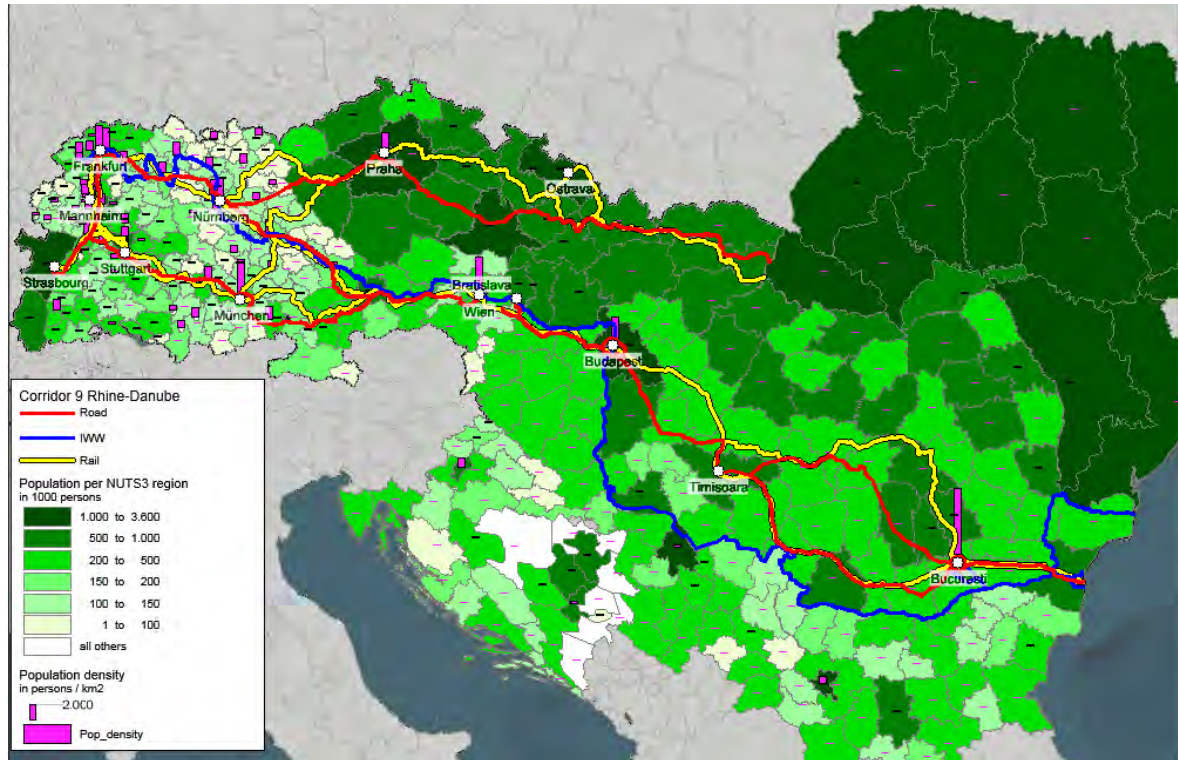 Frankfurt
Praha
Ostrava
Mannheim
Nürnberg
Stuttgart
Strasbourg
München
Bratislava
Wien
Budapest
Timisoara
Bucuresti
Corridor 9 Rhine-Danube
Road
IWW
Rail
Population per NUTS3 region
in 1000 persons
1.000 to 3.600
500 to 1.000
200 to 500
150 to 200
100 to 150
1 to 100
all others
Population density
in persons / km2
2.000
Pop_density